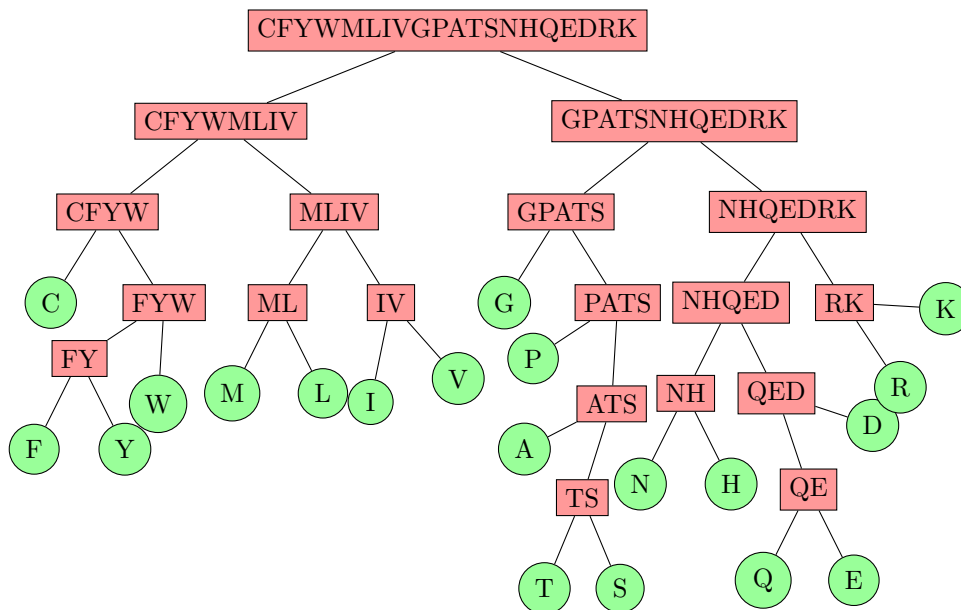 CFYWMLIVGPATSNHQEDRK
CFYWMLIV
GPATSNHQEDRK
CFYW
MLIV
GPATS
NHQEDRK
C
FYW
ML
IV
G
PATS
NHQED
RK
K
FY
W
M
L
I
V
P
ATS
NH
QED
R
D
F
Y
A
TS
N
H
QE
T
S
Q
E